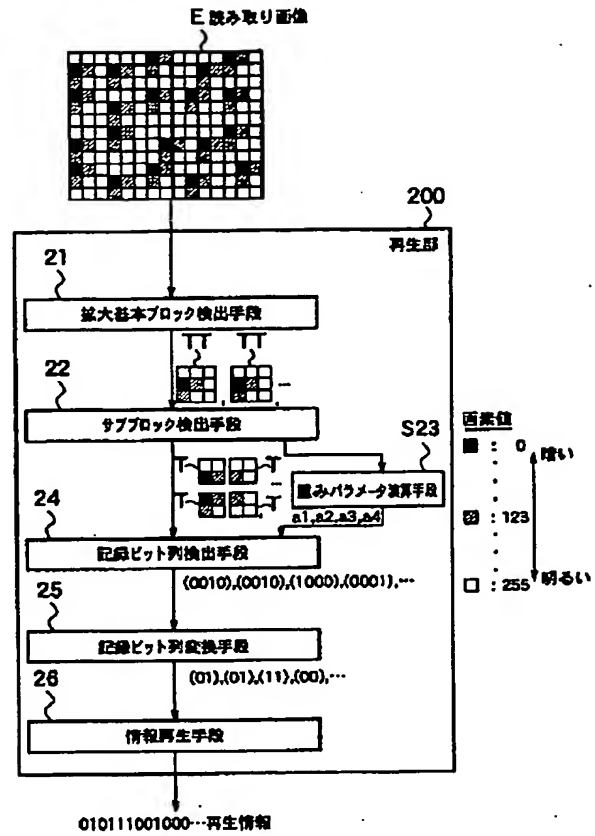 E 読み取り画像
200
再生部
21
拡大基本ブロック検出手段
22
サブブロック検出手段
画素値
S23
: 0
暗い
重みパラメータ演算手段
: 123
24
a1,a2,a3,a4
記録ビット列検出手段
: 255
明るい
(0010),(0010),(1000),(0001),…
25
記録ビット列変換手段
(01),(01),(11),(00),…
26
情報再生手段
010111001000…再生情報